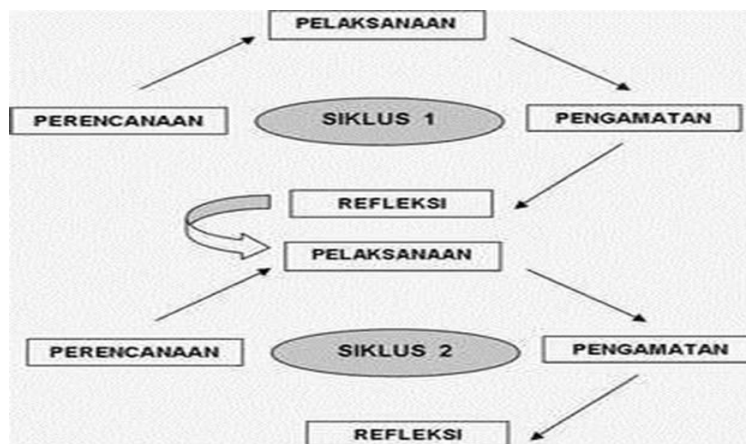 PELAKSANAAN
PERENCANAAN
SIKLUS 1
PENGAMATAN
REFLEKSI
PELAKSANAAN
PERENCANAAN
SIKLUS 2
PENGAMATAN
REFLEKSI